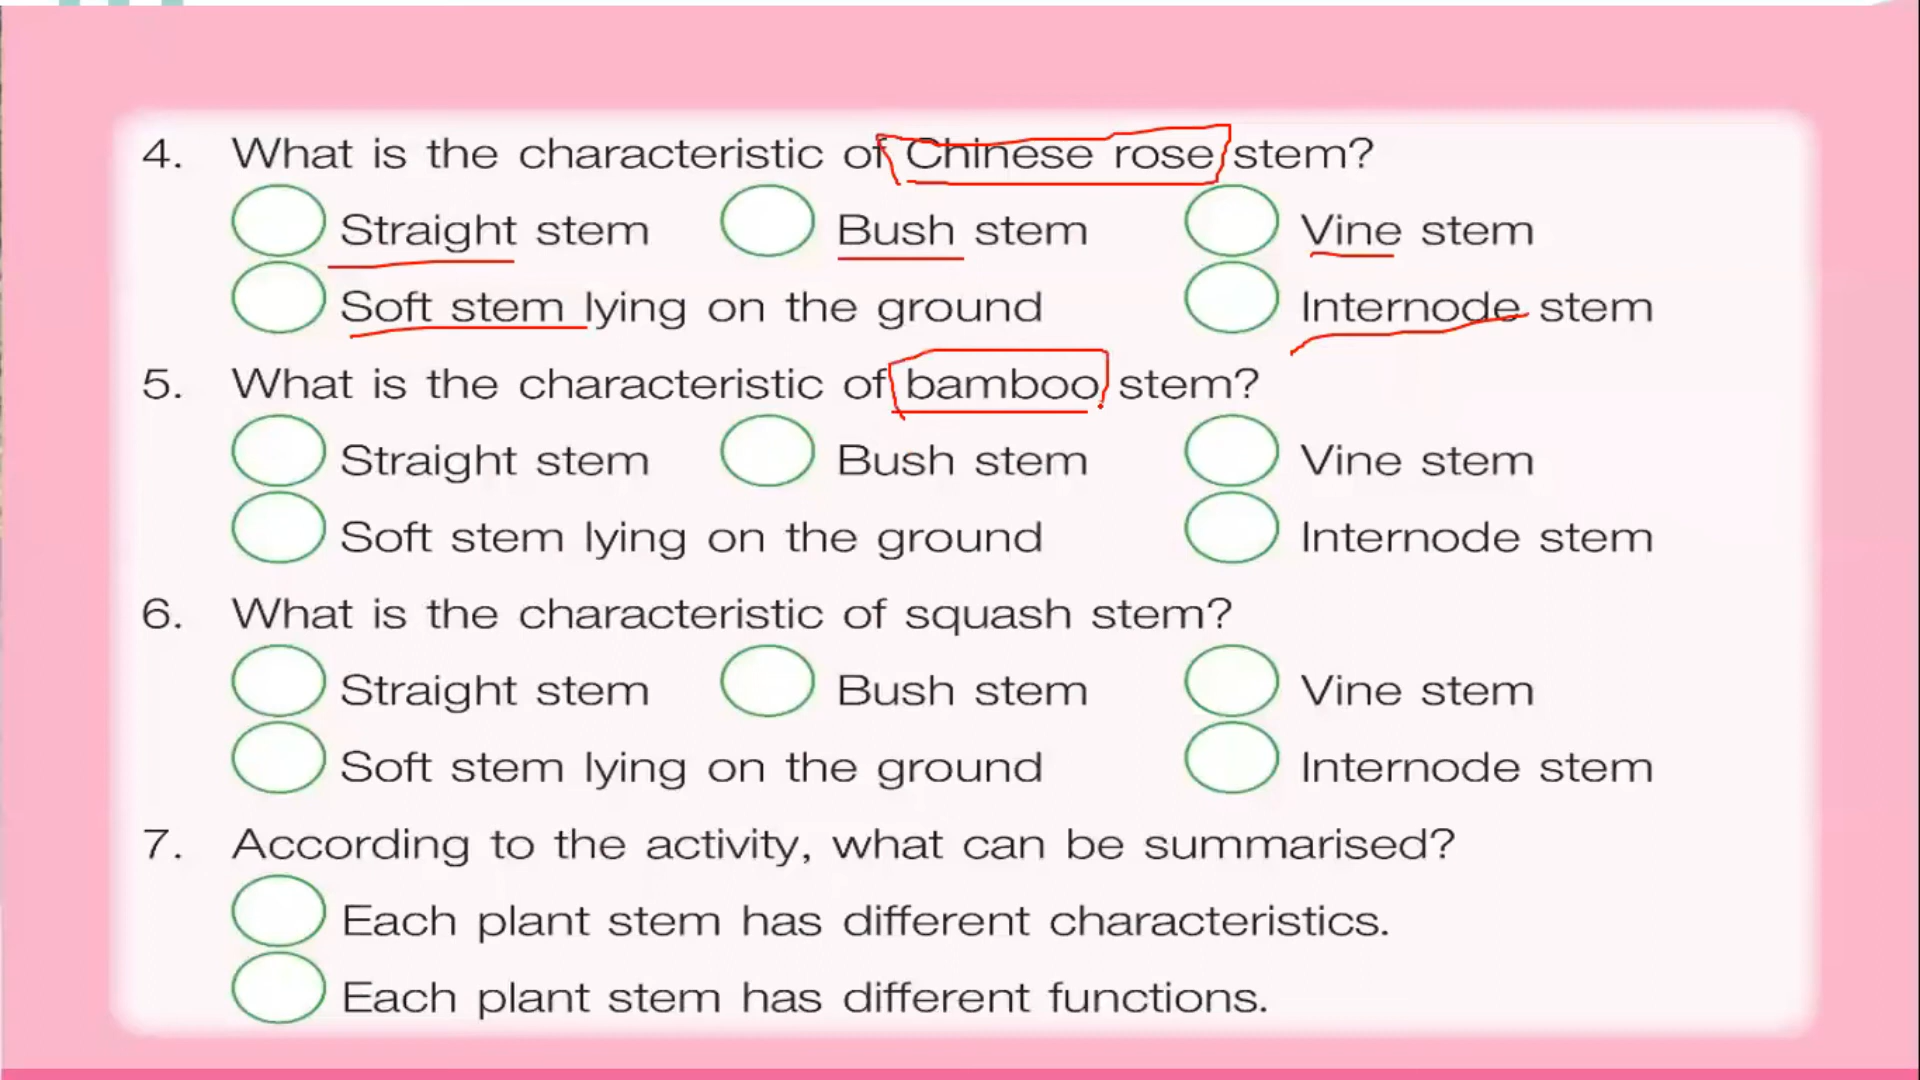 4. What is the characteristic of Chinese rose stem?
Straight stem Bush stem Vine stem
Soft stem lying on the ground Internode stem
5. What is the characteristic of bamboo stem?
Straight stem Bush stem Vine stem
Soft stem lying on the ground Internode stem
6. What is the characteristic of squash stem?
Straight stem Bush stem Vine stem
Soft stem lying on the ground Internode stem
7. According to the activity, what can be summarised?
Each plant stem has different characteristics.
Each plant stem has different functions.